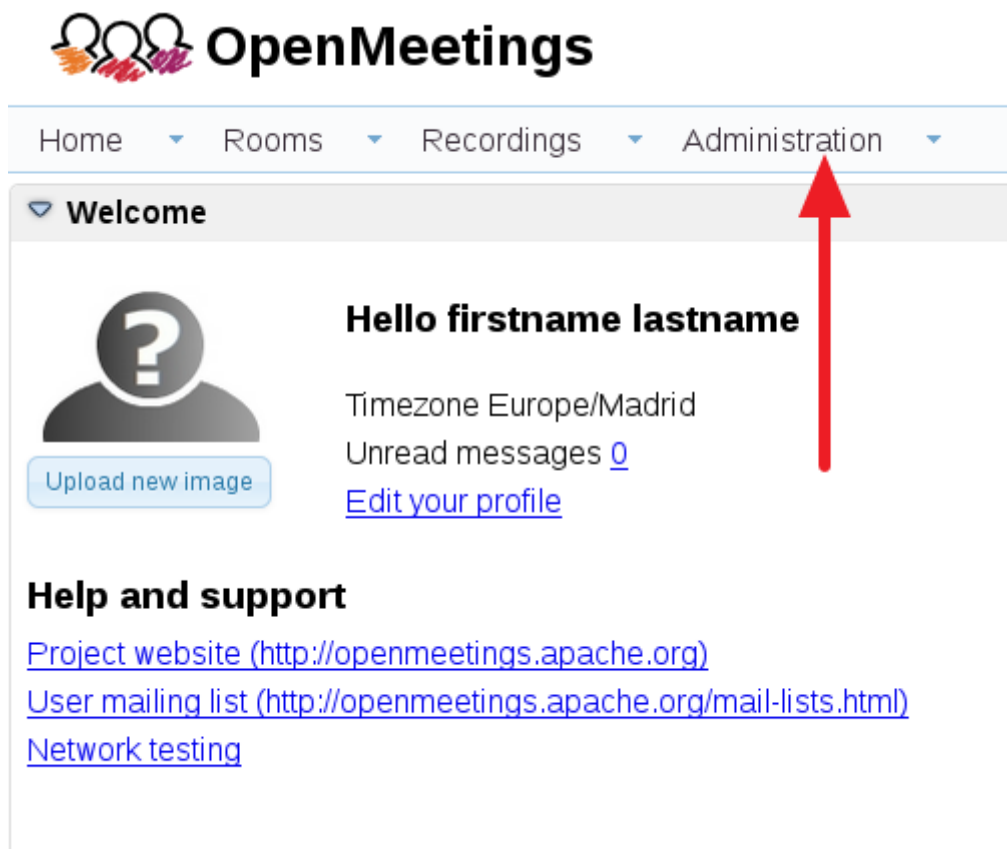 OpenMeetings
Home Rooms Recordings Administration
Welcome
?
Hello firstname lastname
Timezone Europe/Madrid
Unread messages 0
Upload new image
Edit your profile
Help and support
Project website (http://openmeetings.apache.org)
User mailing list (http://openmeetings.apache.org/mail-lists.html)
Network testing